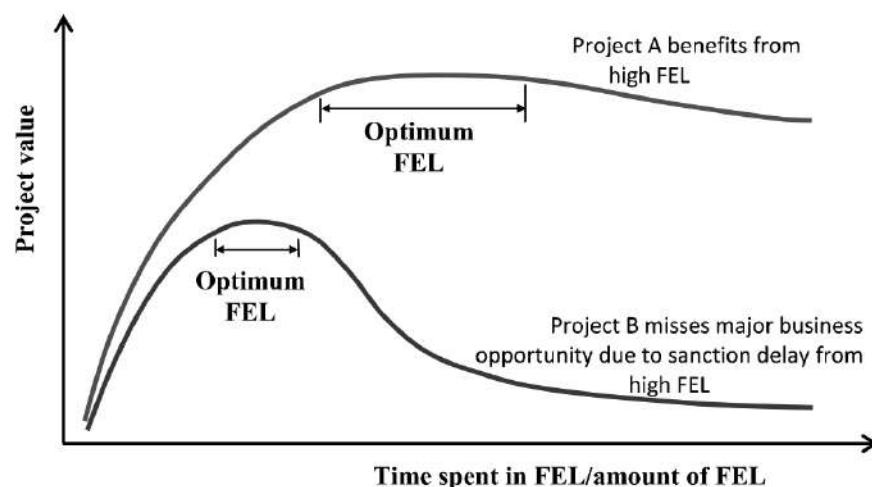 Project A benefits from
high FEL
Optimum
FEL
Project value
Optimum
FEL
Project B misses major business
opportunity due to sanction delay from
high FEL
Time spent in FEL/amount of FEL